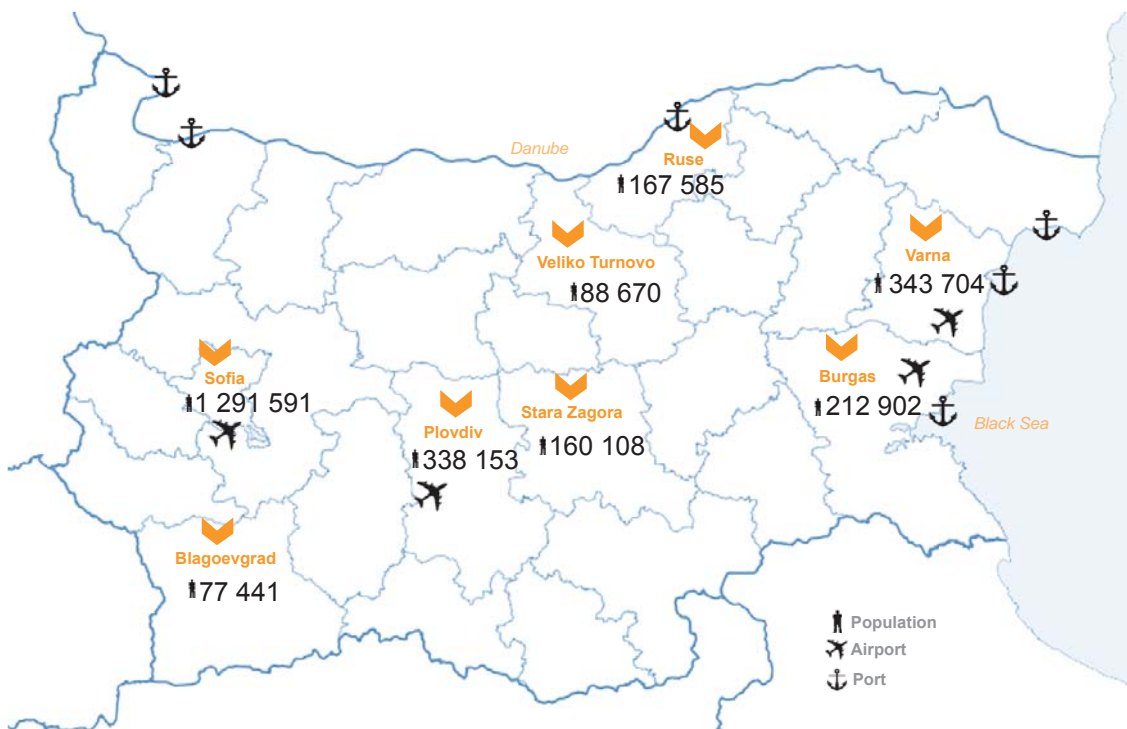 Danube
Ruse
167 585
Veliko Turnovo
88 670
Varna
343 704
Sofia
1 291 591
Plovdiv
338 153
Stara Zagora
160 108
Burgas
212 902
Black Sea
Blagoevgrad
77 441
Population
Airport
Port